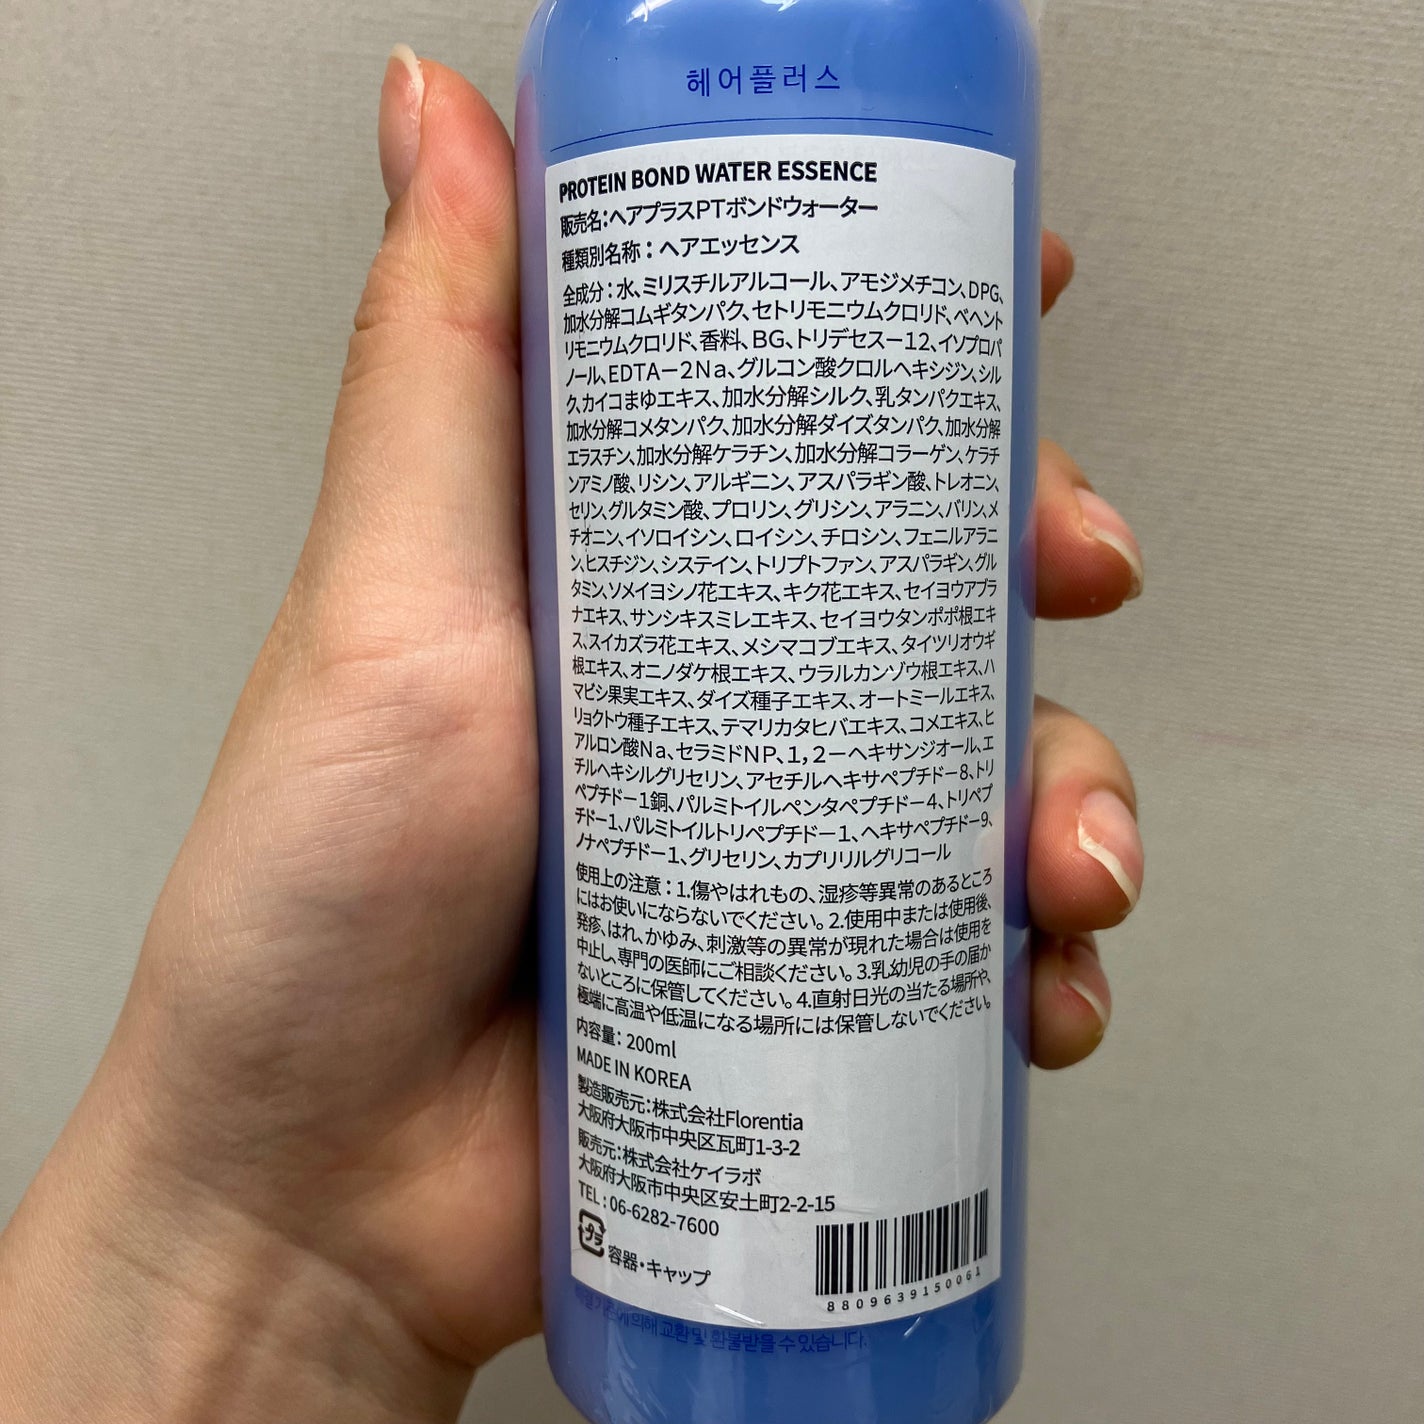 헤어플러스
PROTEIN BOND WATER ESSENCE
販売名:ヘアプラスPTボンドウォーター
種類別名称：ヘアエッセンス
全成分：水、ミリスチルアルコール、アモジメチコン、DPG、
加水分解コムギタンパク、セトリモニウムクロリド、ベヘント
リモニウムクロリド、香料、BG、トリデセスー12、イソプロパ
ノール、EDTAー2Na、グルコン酸クロルヘキシジン、シル
ク、カイコまゆエキス、加水分解シルク、乳タンパクエキス、
加水分解コメタンパク、加水分解ダイズタンパク、加水分解
エラスチン、加水分解ケラチン、加水分解コラーゲン、ケラチ
ンアミノ酸、リシン、アルギニン、アスパラギン酸、トレオニン、
セリン、グルタミン酸、プロリン、グリシン、アラニン、バリン、メ
チオニン、イソロイシン、ロイシン、チロシン、フェニルアラニ
ン、ヒスチジン、システイン、トリプトファン、アスパラギン、グル
タミン、ソメイヨシノ花エキス、キク花エキス、セイヨウアブラ
ナエキス、サンシキスミレエキス、セイヨウタンポポ根エキ
ス、スイカズラ花エキス、メシマコブエキス、タイツリオウギ
根エキス、オニノダケ根エキス、ウラルカンゾウ根エキス、ハ
マビシ果実エキス、ダイズ種子エキス、オートミールエキス、
リョクトウ種子エキス、テマリカタヒバエキス、コメエキス、ヒ
アルロン酸Na、セラミドNP、1，2ーヘキサンジオール、エ
チルヘキシルグリセリン、アセチルヘキサペプチドー8、トリ
ペプチドー1銅、パルミトイルペンタペプチドー4、トリペプ
チドー1、パルミトイルトリペプチドー1、ヘキサペプチドー9、
ノナペプチドー1、グリセリン、カプリリルグリコール
使用上の注意：1.傷やはれもの、湿疹等異常のあるところ
にはお使いにならないでください。2.使用中または使用後、
発疹、はれ、かゆみ、刺激等の異常が現れた場合は使用を
中止し、専門の医師にご相談ください。3.乳幼児の手の届か
ないところに保管してください。4.直射日光の当たる場所や、
極端に高温や低温になる場所には保管しないでください。
内容量：200ml
MADE IN KOREA
製造販売元：株式会社Florentia
大阪府大阪市中央区瓦町1-3-2
販売元：株式会社ケイラボ
大阪府大阪市中央区安土町2-2-15
TEL : 06-6282-7600
プラ 容器・キャップ
8809639150061
의해 교환 및 환불받을 수 있습니다.